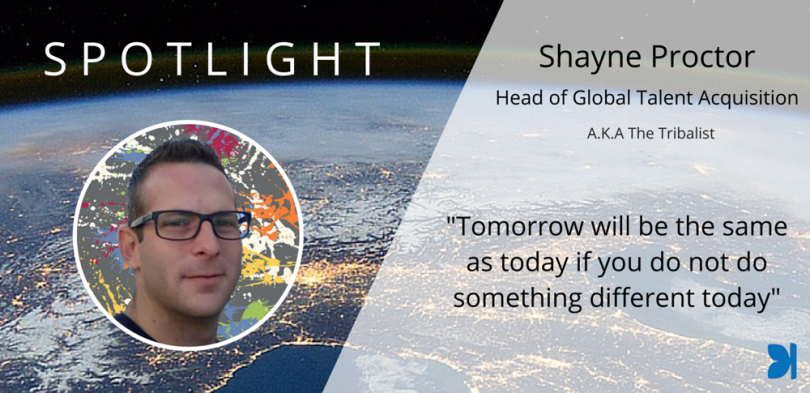 SPOTLIGHT
Shayne Proctor
Head of Global Talent Acquisition
A.K.A The Tribalist
"Tomorrow will be the same
as today if you do not do
something different today"